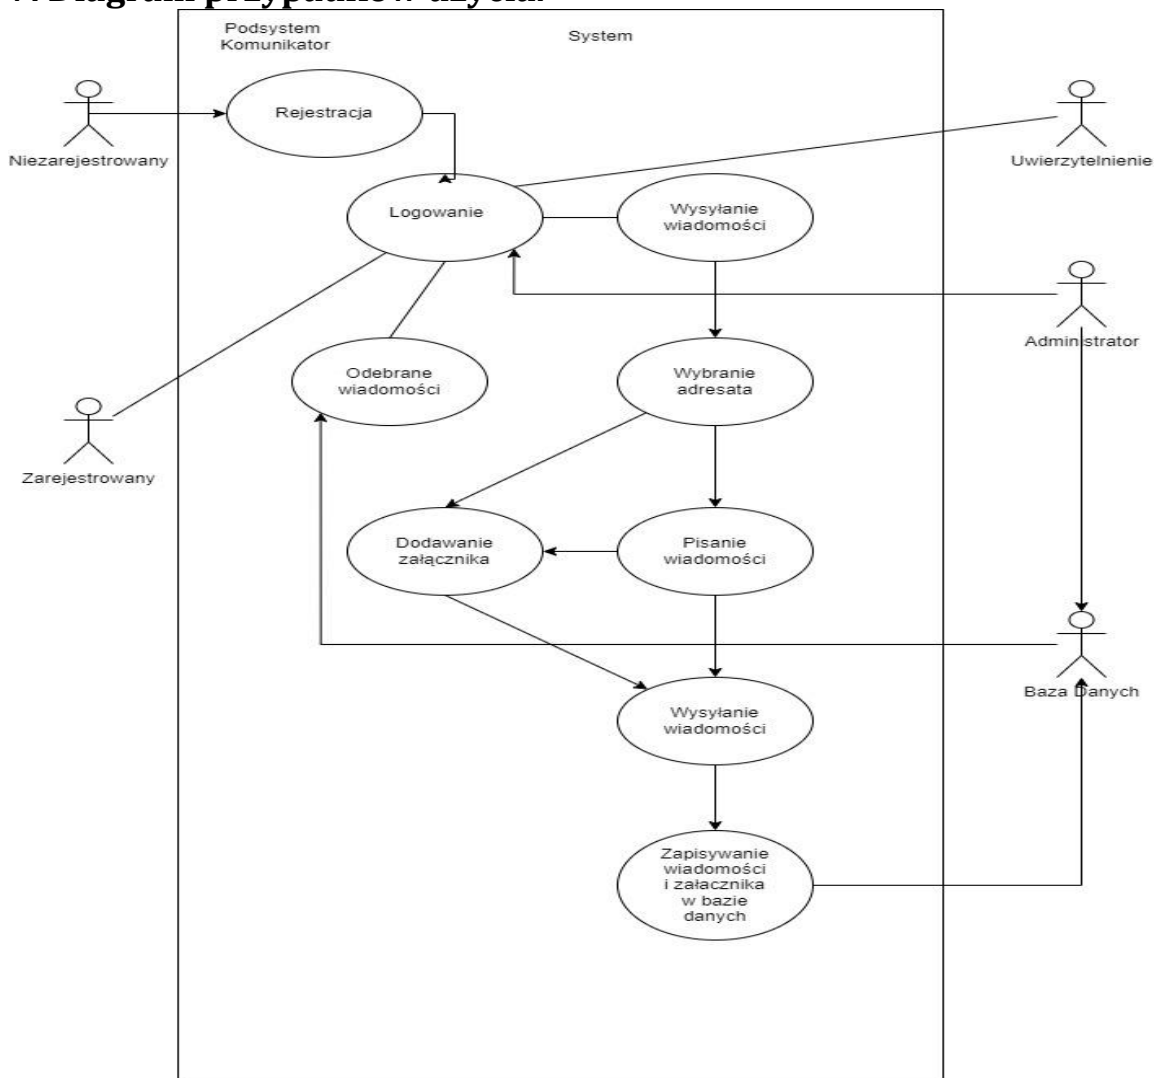 Diagram przypadków użycia
Podsystem
Komunikator
System
Rejestracja
Niezarejestrowany
Uwierzytelnienie
Logowanie
Wysyłanie
wiadomości
Administrator
Odebrane
wiadomości
Wybranie
adresata
Zarejestrowany
Dodawanie
załącznika
Pisanie
wiadomości
Baza Danych
Wysyłanie
wiadomości
Zapisywanie
wiadomości
i załacznika
w bazie
danych